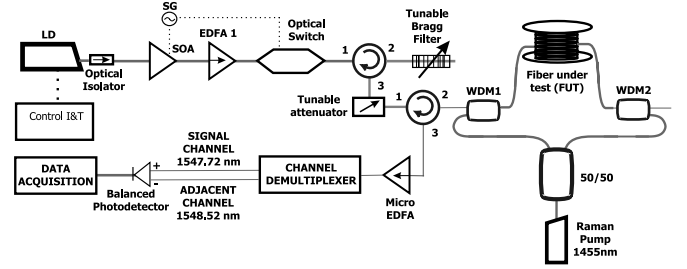 SG
LD
SOA
EDFA 1
Optical
Switch
Optical
Isolator
Control I&T
1
2
3
Tunable
Bragg
Filter
Tunable
attenuator
1
2
3
Fiber under
test (FUT)
WDM1
WDM2
50/50
Raman
Pump
1455nm
Micro
EDFA
CHANNEL
DEMULTIPLEXER
SIGNAL
CHANNEL
1547.72 nm
ADJACENT
CHANNEL
1548.52 nm
+
-
Balanced
Photodetector
DATA
ACQUISITION